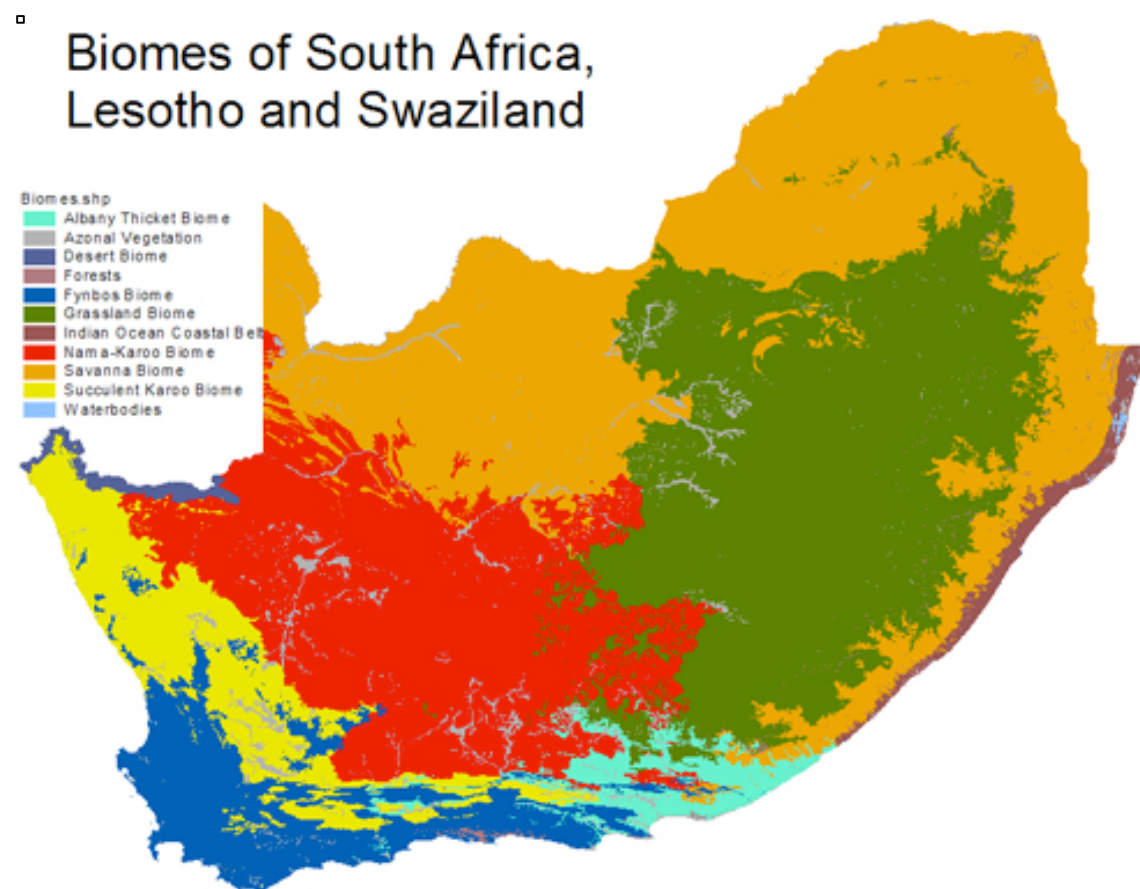 Biomes of South Africa,
Lesotho and Swaziland
Biomes.shp
Albany Thicket Biome
Azonal Vegetation
Desert Biome
Forests
Fynbos Biome
Grassland Biome
Indian Ocean Coastal Belt
Nama-Karoo Biome
Savanna Biome
Succulent Karoo Biome
Waterbodies